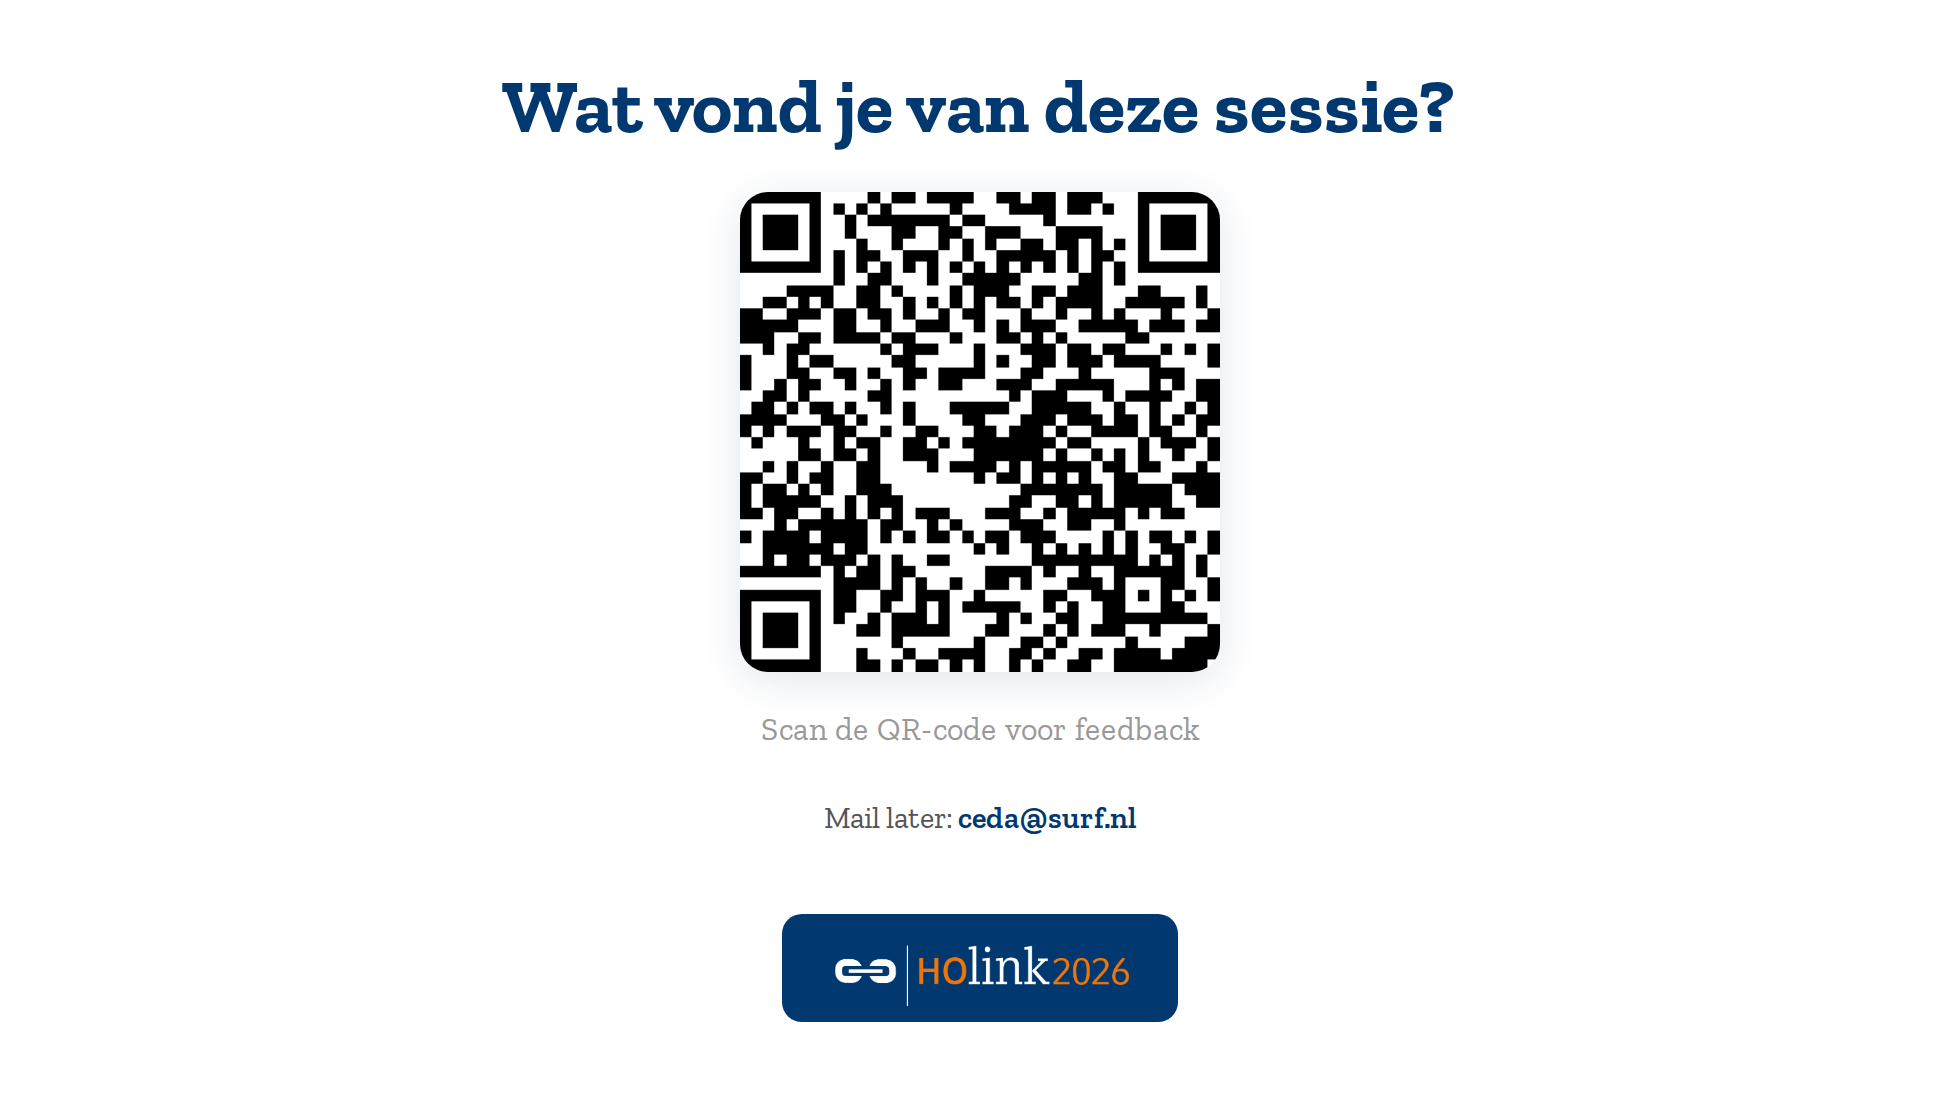 Wat vond je van deze sessie?
Scan de QR-code voor feedback
Mail later: ceda@surf.nl
HOlink2026